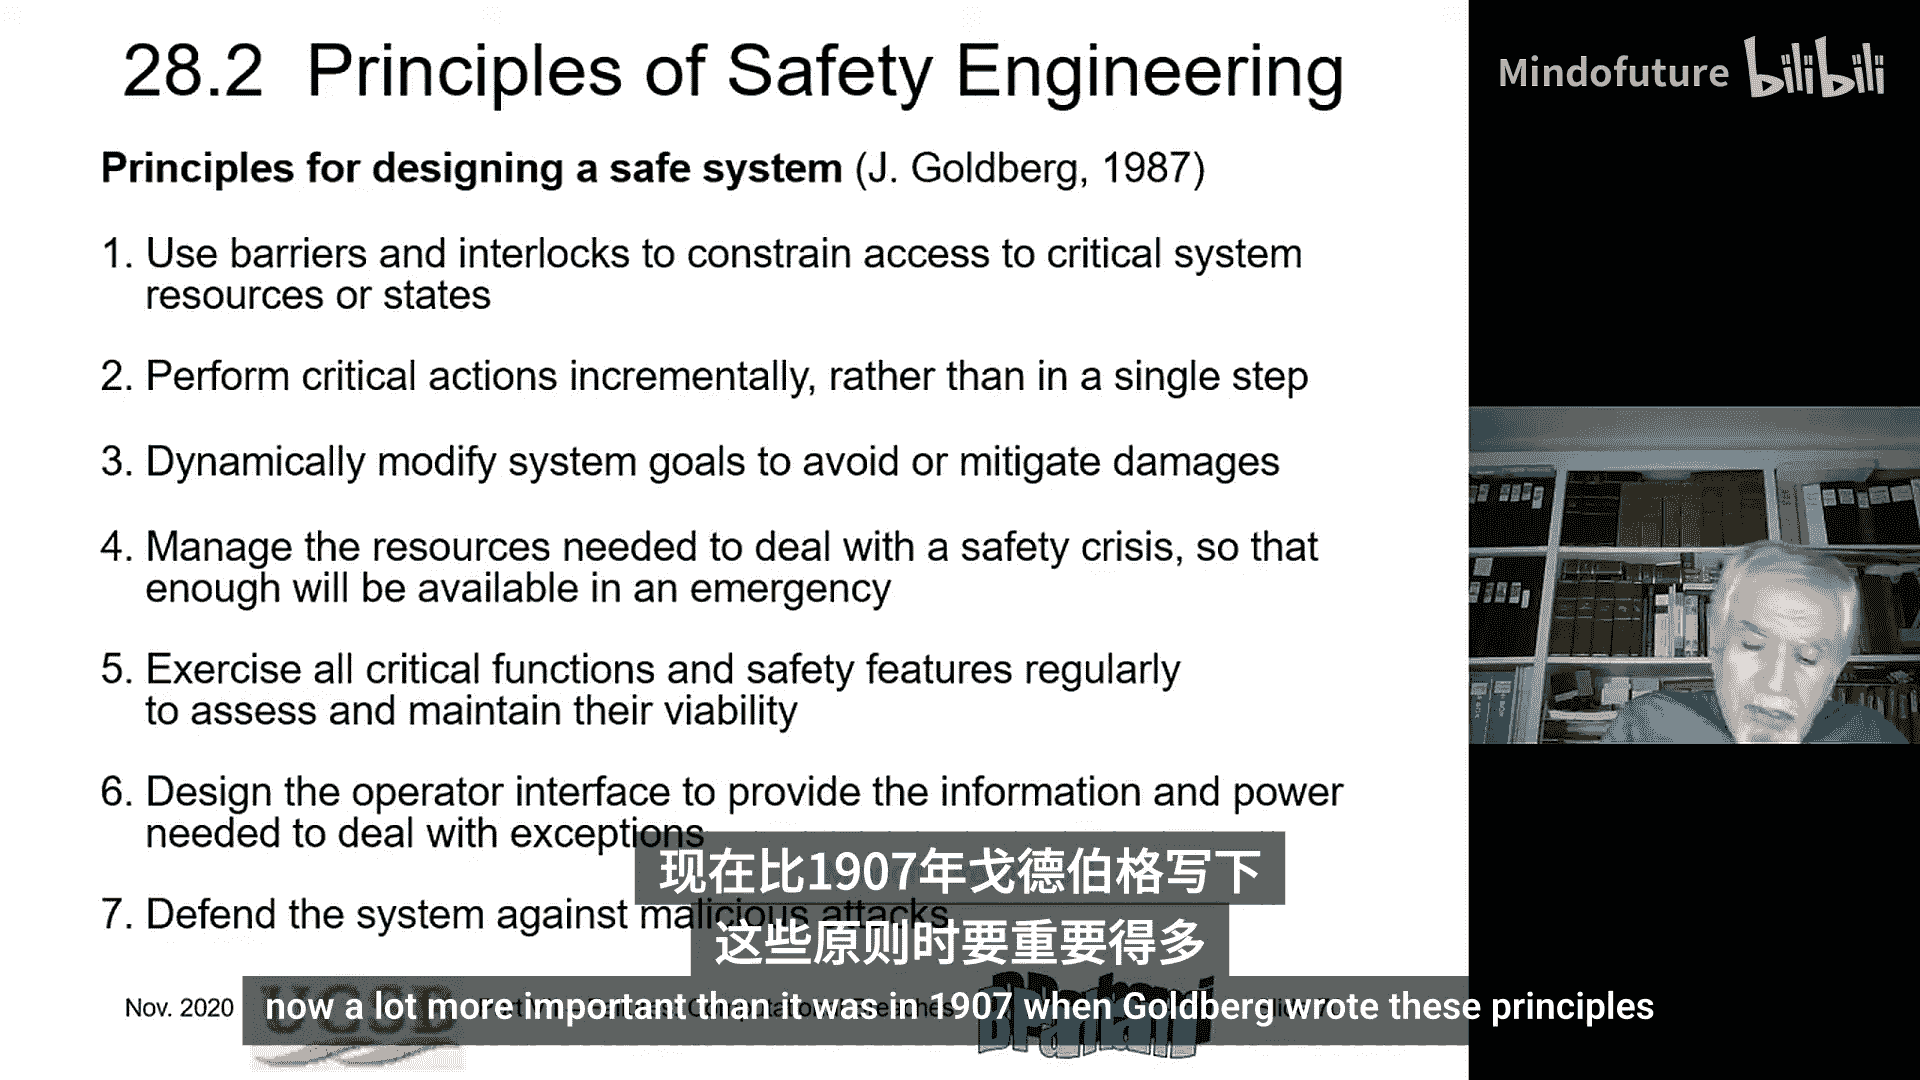 28.2 Principles of Safety Engineering
Mindofuture bilibili
Principles for designing a safe system (J. Goldberg, 1987)
1. Use barriers and interlocks to constrain access to critical system
resources or states
2. Perform critical actions incrementally, rather than in a single step
3. Dynamically modify system goals to avoid or mitigate damages
4. Manage the resources needed to deal with a safety crisis, so that
enough will be available in an emergency
5. Exercise all critical functions and safety features regularly
to assess and maintain their viability
6. Design the operator interface to provide the information and power
needed to deal with exceptions
现在比1907年戈德伯格写下
7. Defend the system against malicious attacks
这些原则时要重要得多
Nov. 2020
UCSB
B. Parhami
now a lot more important than it was in 1907 when Goldberg wrote these principles